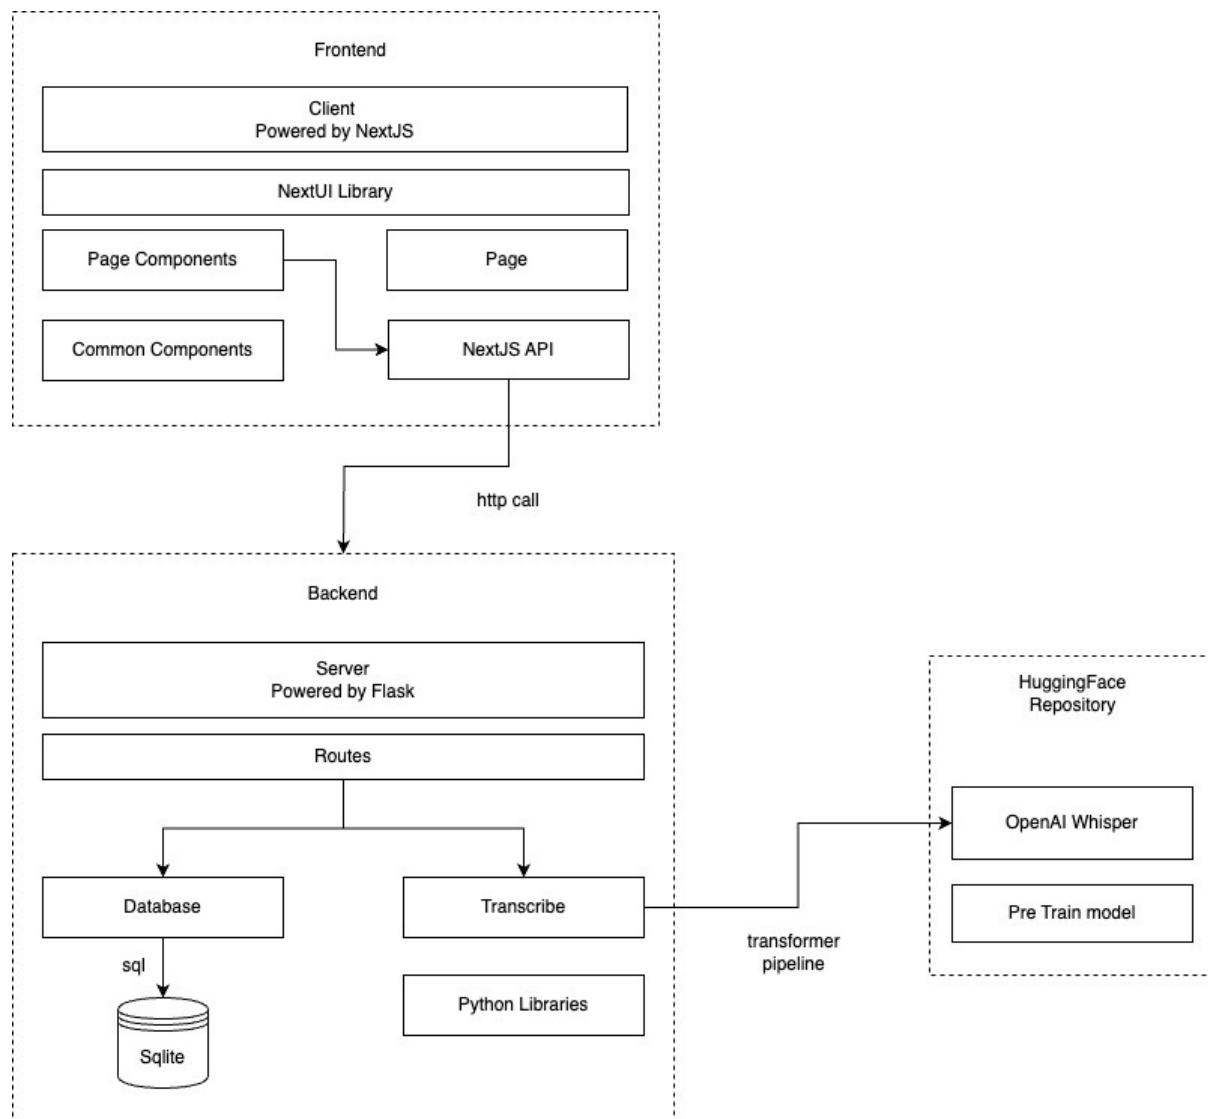 Frontend
Client
Powered by NextJS
NextUI Library
Page Components
Page
Common Components
NextJS API
http call
Backend
Server
Powered by Flask
Routes
Database
Transcribe
sql
Python Libraries
Sqlite
transformer
pipeline
HuggingFace
Repository
OpenAI Whisper
Pre Train model